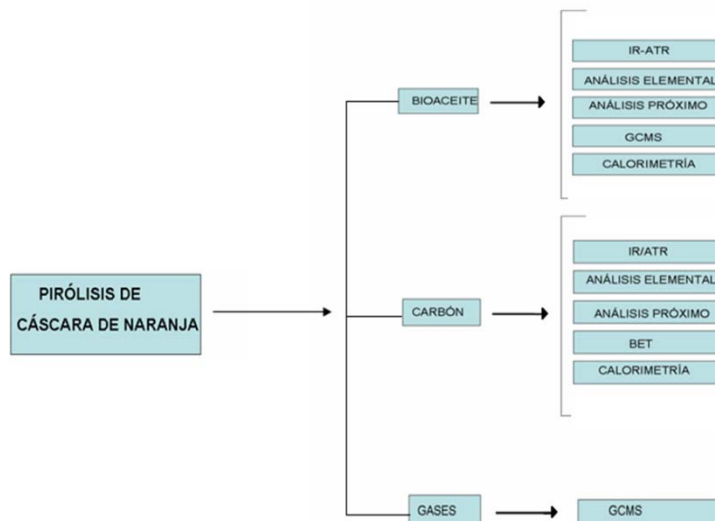 PIRÓLISIS DE
CÁSCARA DE NARANJA
BIOACEITE
IR-ATR
ANÁLISIS ELEMENTAL
ANÁLISIS PRÓXIMO
GCMS
CALORIMETRÍA
CARBÓN
IR/ATR
ANÁLISIS ELEMENTAL
ANÁLISIS PRÓXIMO
BET
CALORIMETRÍA
GASES
GCMS